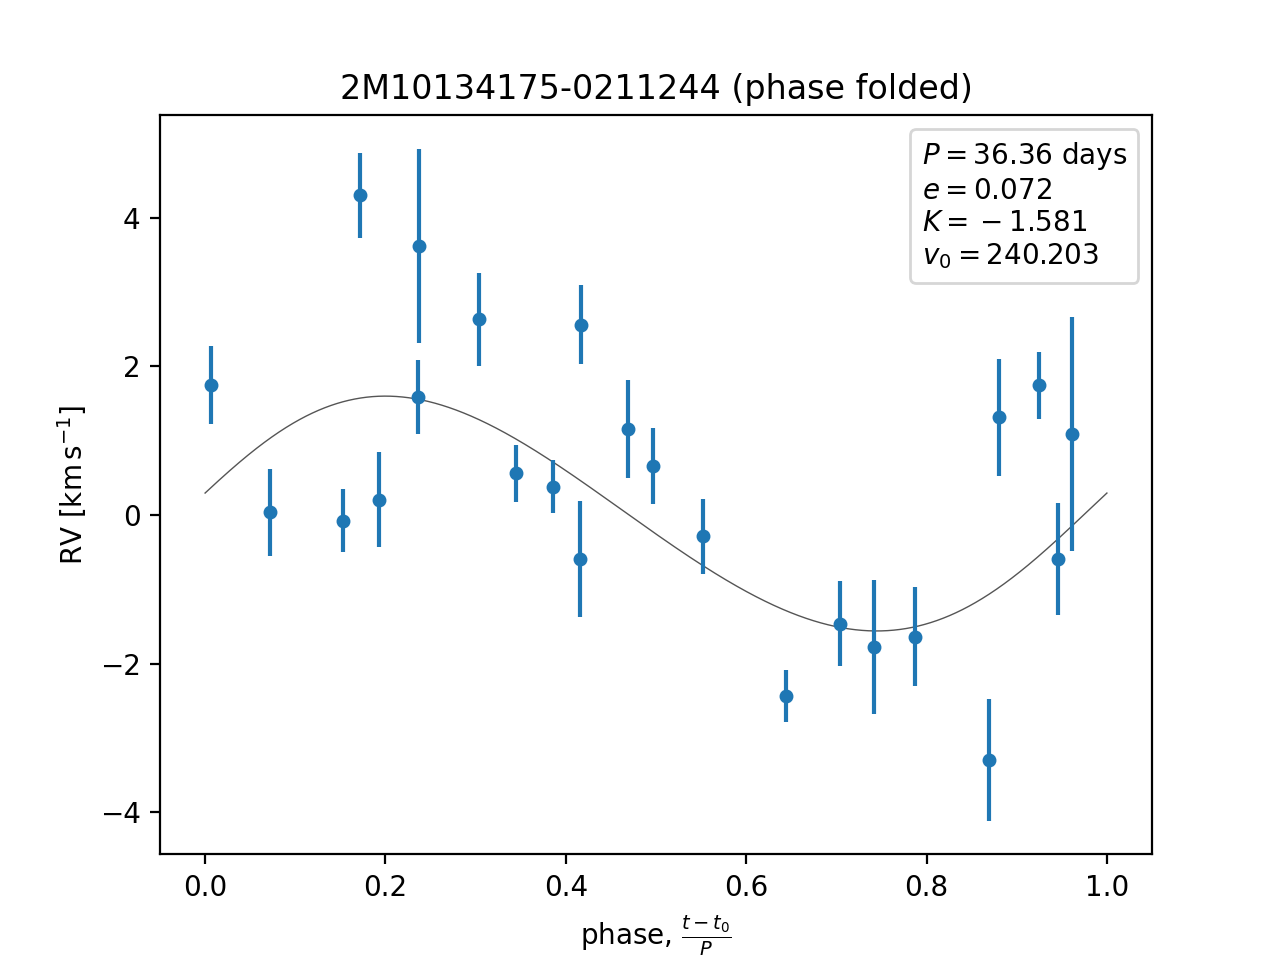 2M10134175-0211244 (phase folded)
P = 36.36 days
e = 0.072
K = −1.581
v₀ = 240.203
4
2
0
−2
−4
RV [km s⁻¹]
0.0 0.2 0.4 0.6 0.8 1.0
phase, (t − t₀)/P